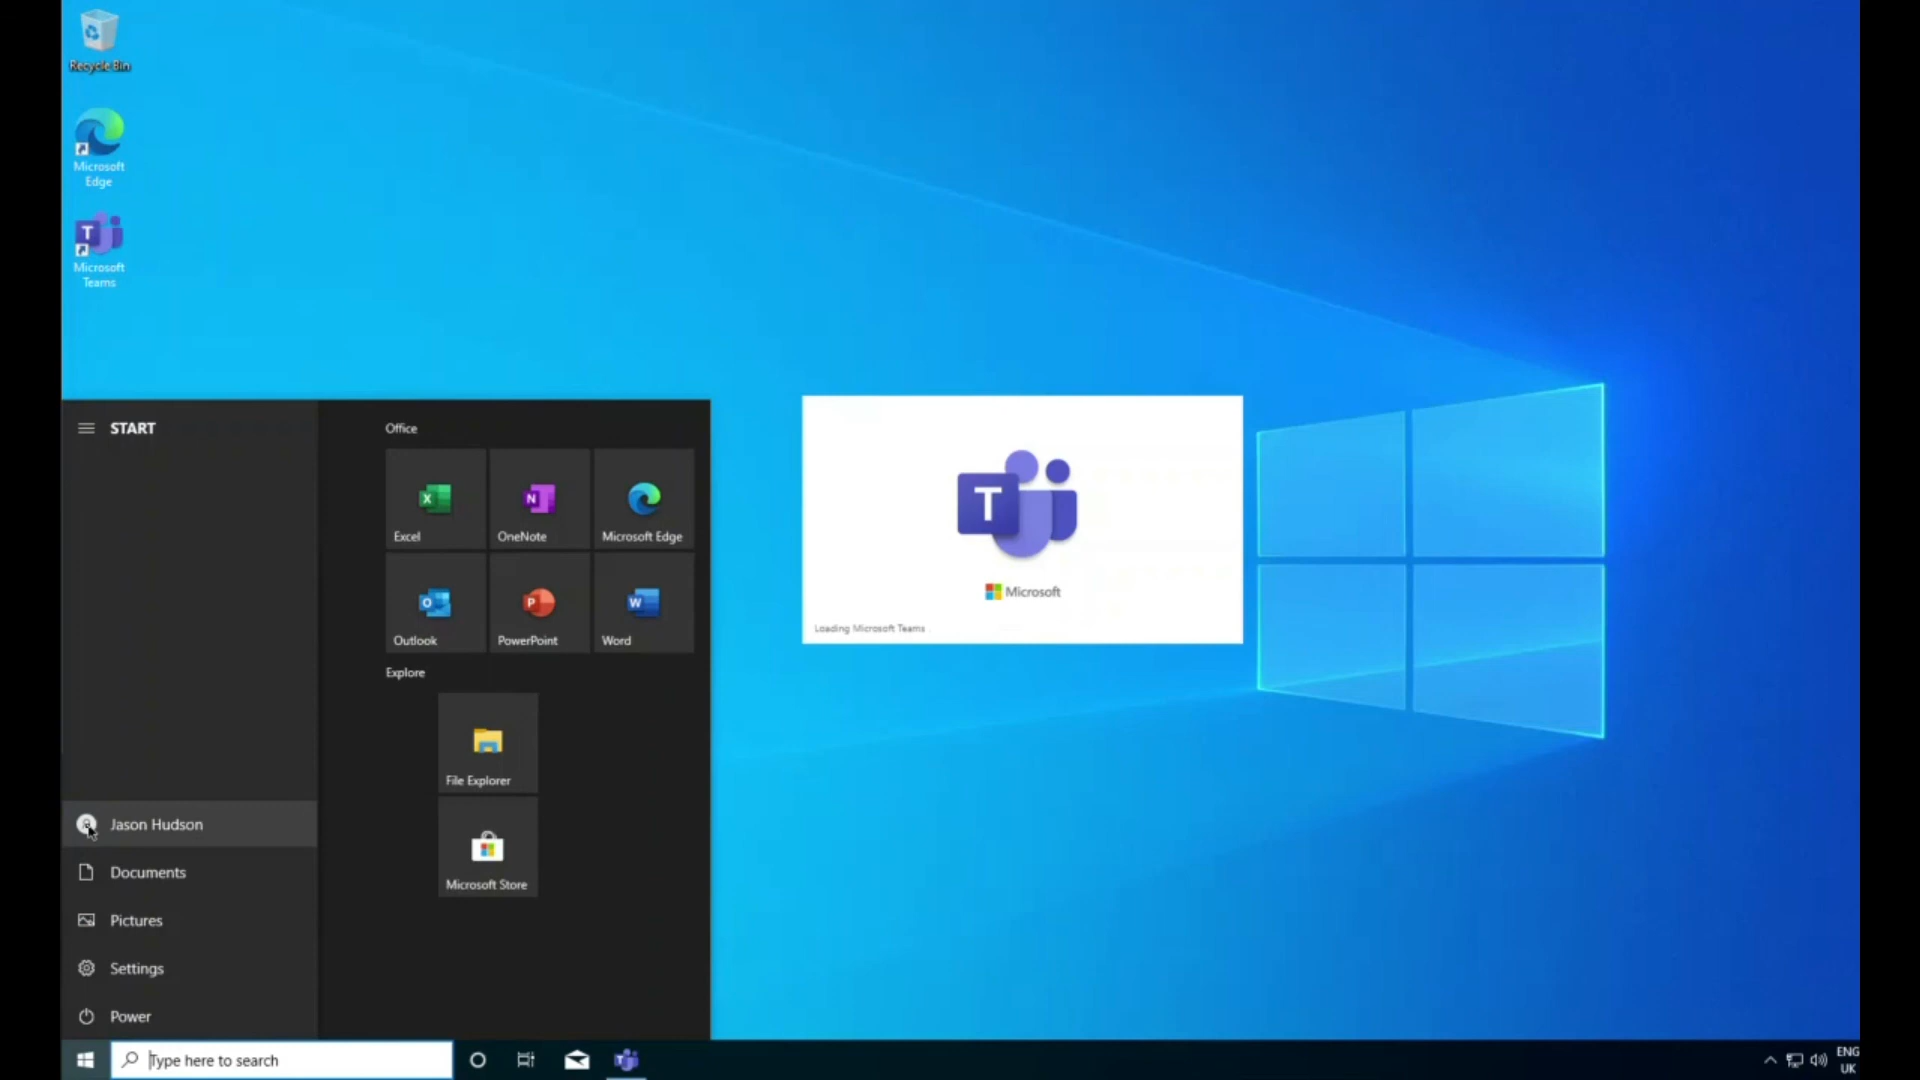 Recycle Bin
Microsoft
Edge
T
Microsoft
Teams
START
Office
X
N
Excel
OneNote
Microsoft Edge
O
P
W
Outlook
PowerPoint
Word
Explore
File Explorer
Microsoft Store
T
Microsoft
Loading Microsoft Teams
Jason Hudson
Documents
Pictures
Settings
Power
Type here to search
T
ENG
UK